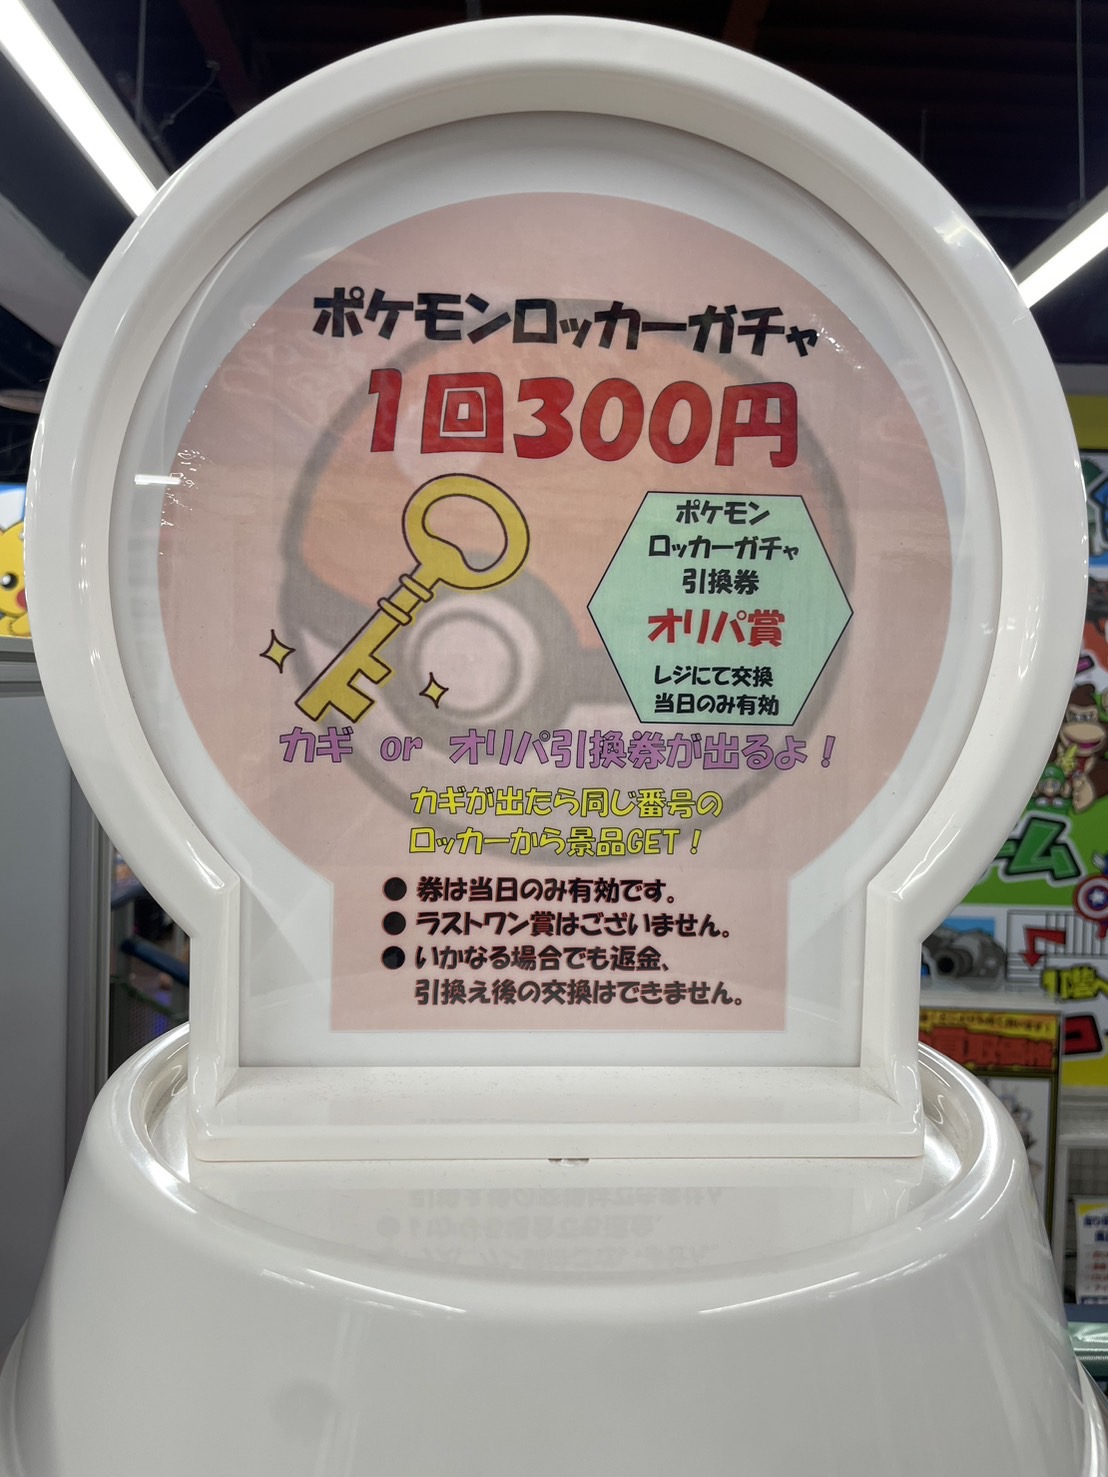 ポケモンロッカーガチャ
1回300円
ポケモン
ロッカーガチャ
引換券
オリパ賞
レジにて交換
当日のみ有効
カギ or オリパ引換券が出るよ！
カギが出たら同じ番号の
ロッカーから景品GET！
● 券は当日のみ有効です。
● ラストワン賞はございません。
● いかなる場合でも返金、
引換え後の交換はできません。